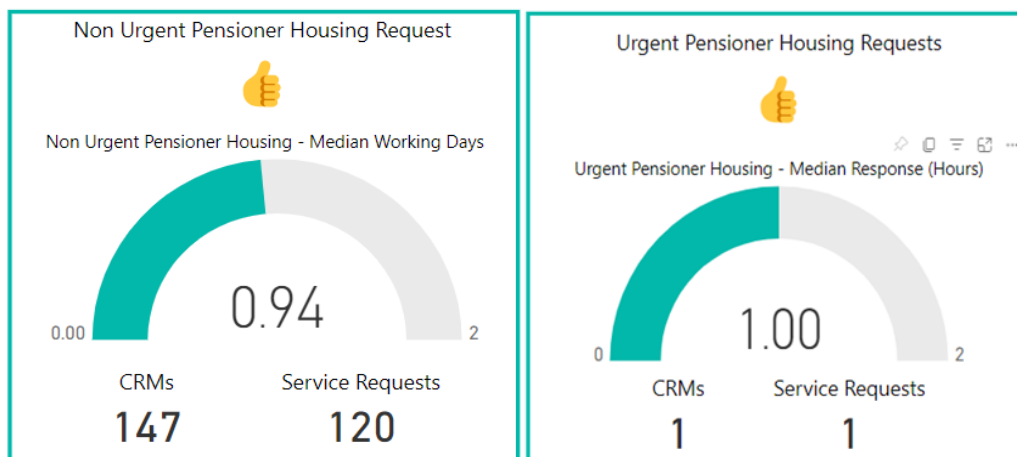 Non Urgent Pensioner Housing Request
Non Urgent Pensioner Housing - Median Working Days
0.94
0.00
2
CRMs
Service Requests
147
120
Urgent Pensioner Housing Requests
Urgent Pensioner Housing - Median Response (Hours)
1.00
0
2
CRMs
Service Requests
1
1